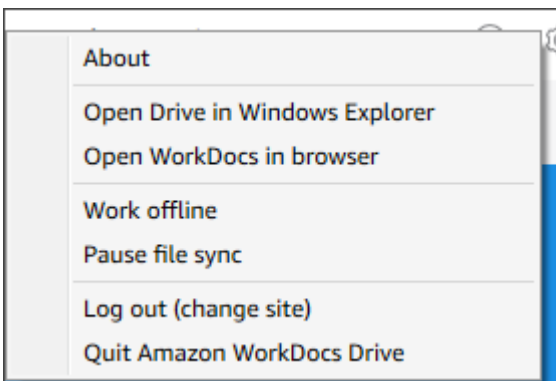 About
Open Drive in Windows Explorer
Open WorkDocs in browser
Work offline
Pause file sync
Log out (change site)
Quit Amazon WorkDocs Drive